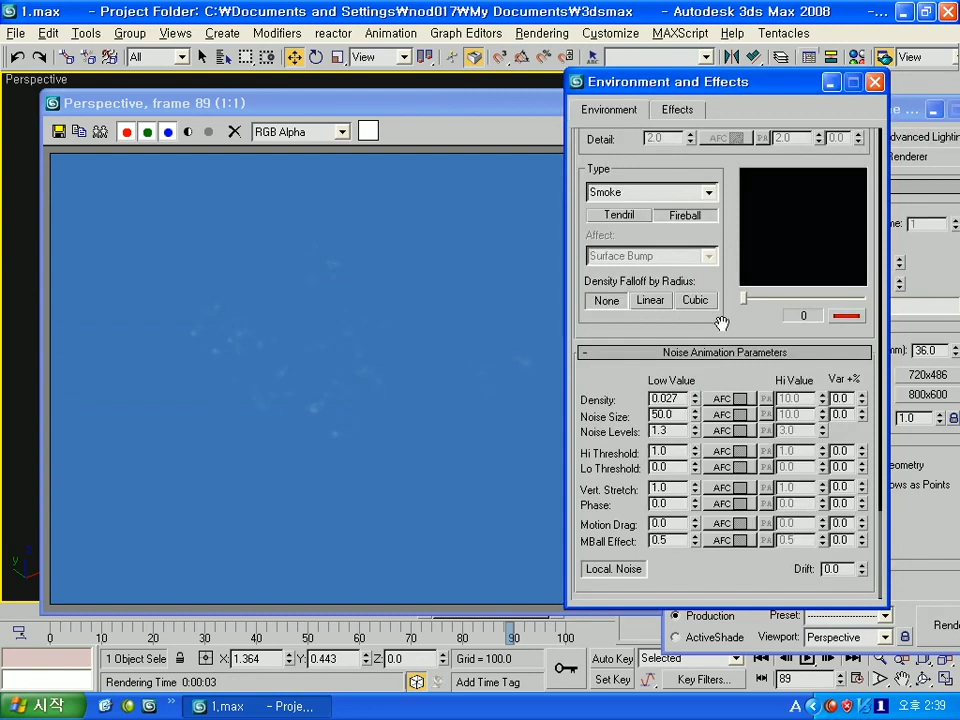 1.max - Project Folder: C:₩Documents and Settings₩nod017₩My Documents₩3dsmax - Autodesk 3ds Max 2008 -...
File Edit Tools Group Views Create Modifiers reactor Animation Graph Editors Rendering Customize MAXScript Help Tentacles
All View View
Perspective
Perspective, frame 89 (1:1)
RGB Alpha
Environment and Effects
Environment Effects
Detail: 2.0 AFC PA 2.0 0.0
Type
Smoke
Tendril Fireball
Affect:
Surface Bump
Density Falloff by Radius:
None Linear Cubic
0
- Noise Animation Parameters
Low Value Hi Value Var +%
Density: 0.027 AFC PA 10.0 0.0
Noise Size: 50.0 AFC PA 10.0 0.0
Noise Levels: 1.3 AFC PA 3.0
Hi Threshold: 1.0 AFC PA 1.0 0.0
Lo Threshold: 0.0 AFC PA 0.0 0.0
Vert. Stretch: 1.0 AFC PA 1.0 0.0
Phase: 0.0 AFC PA 0.0 0.0
Motion Drag: 0.0 AFC PA 0.0 0.0
MBall Effect: 0.5 AFC PA 0.5 0.0
Local. Noise Drift: 0.0
dvanced Lightin
Renderer
me: 1
m): 36.0
720x486
800x600
1.0
eometry
ows as Points
Production Preset: --------------------
ActiveShade Viewport: Perspective Rende
0 10 20 30 40 50 60 70 80 90 100
1 Object Sele X: 1.364 Y: 0.443 Z: 0.0 Grid = 100.0 Auto Key Selected
Rendering Time 0:00:03 Add Time Tag Set Key Key Filters... 89
시작 1.max - Proje... A 오후 2:39
y